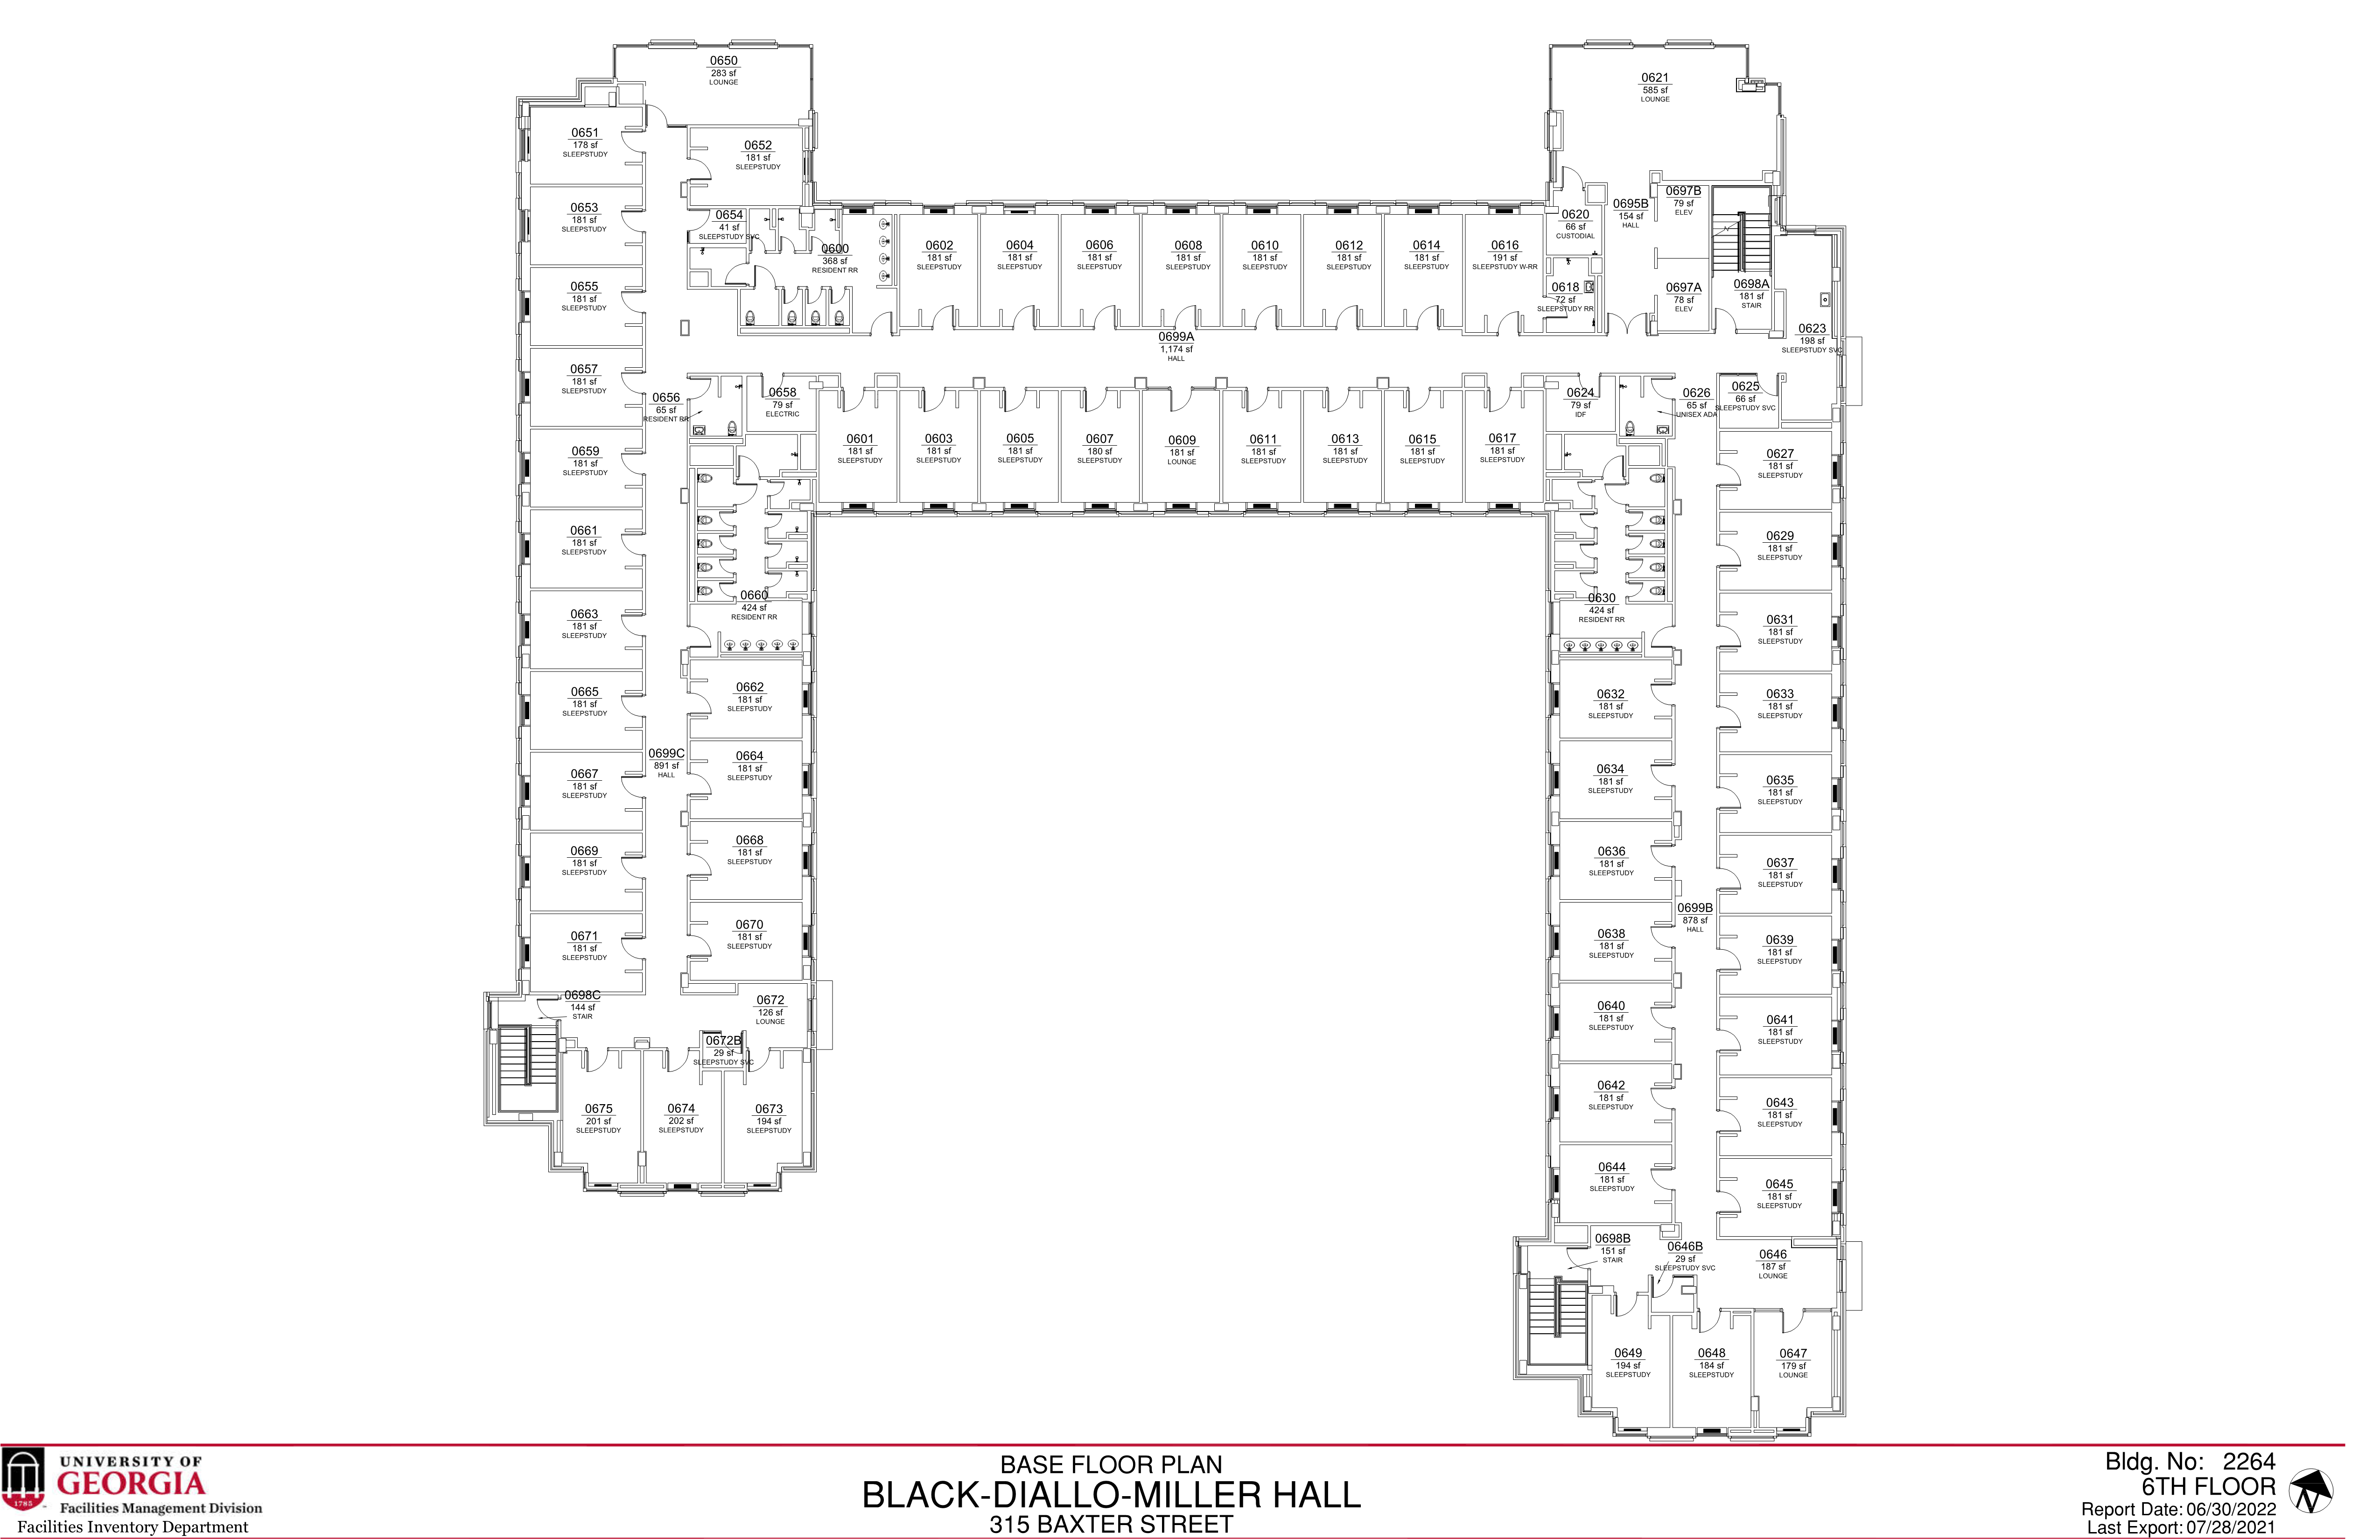 0650
283 sf
LOUNGE
0621
585 sf
LOUNGE
0651
178 sf
SLEEPSTUDY
0652
181 sf
SLEEPSTUDY
0653
181 sf
SLEEPSTUDY
0654
41 sf
SLEEPSTUDY SVC
0600
368 sf
RESIDENT RR
0602
181 sf
SLEEPSTUDY
0604
181 sf
SLEEPSTUDY
0606
181 sf
SLEEPSTUDY
0608
181 sf
SLEEPSTUDY
0610
181 sf
SLEEPSTUDY
0612
181 sf
SLEEPSTUDY
0614
181 sf
SLEEPSTUDY
0616
191 sf
SLEEPSTUDY W-RR
0620
66 sf
CUSTODIAL
0695B
154 sf
HALL
0697B
79 sf
ELEV
0618
72 sf
SLEEPSTUDY RR
0697A
78 sf
ELEV
0698A
181 sf
STAIR
0623
198 sf
SLEEPSTUDY SVC
0655
181 sf
SLEEPSTUDY
0699A
1,174 sf
HALL
0657
181 sf
SLEEPSTUDY
0656
65 sf
RESIDENT RR
0658
79 sf
ELECTRIC
0624
79 sf
IDF
0626
65 sf
UNISEX ADA
0625
66 sf
SLEEPSTUDY SVC
0601
181 sf
SLEEPSTUDY
0603
181 sf
SLEEPSTUDY
0605
181 sf
SLEEPSTUDY
0607
180 sf
SLEEPSTUDY
0609
181 sf
LOUNGE
0611
181 sf
SLEEPSTUDY
0613
181 sf
SLEEPSTUDY
0615
181 sf
SLEEPSTUDY
0617
181 sf
SLEEPSTUDY
0659
181 sf
SLEEPSTUDY
0627
181 sf
SLEEPSTUDY
0661
181 sf
SLEEPSTUDY
0629
181 sf
SLEEPSTUDY
0660
424 sf
RESIDENT RR
0630
424 sf
RESIDENT RR
0663
181 sf
SLEEPSTUDY
0631
181 sf
SLEEPSTUDY
0665
181 sf
SLEEPSTUDY
0662
181 sf
SLEEPSTUDY
0632
181 sf
SLEEPSTUDY
0633
181 sf
SLEEPSTUDY
0699C
891 sf
HALL
0664
181 sf
SLEEPSTUDY
0667
181 sf
SLEEPSTUDY
0634
181 sf
SLEEPSTUDY
0635
181 sf
SLEEPSTUDY
0669
181 sf
SLEEPSTUDY
0668
181 sf
SLEEPSTUDY
0636
181 sf
SLEEPSTUDY
0637
181 sf
SLEEPSTUDY
0699B
878 sf
HALL
0671
181 sf
SLEEPSTUDY
0670
181 sf
SLEEPSTUDY
0638
181 sf
SLEEPSTUDY
0639
181 sf
SLEEPSTUDY
0698C
144 sf
STAIR
0672
126 sf
LOUNGE
0672B
29 sf
SLEEPSTUDY SVC
0640
181 sf
SLEEPSTUDY
0641
181 sf
SLEEPSTUDY
0642
181 sf
SLEEPSTUDY
0643
181 sf
SLEEPSTUDY
0675
201 sf
SLEEPSTUDY
0674
202 sf
SLEEPSTUDY
0673
194 sf
SLEEPSTUDY
0644
181 sf
SLEEPSTUDY
0645
181 sf
SLEEPSTUDY
0698B
151 sf
STAIR
0646B
29 sf
SLEEPSTUDY SVC
0646
187 sf
LOUNGE
0649
194 sf
SLEEPSTUDY
0648
184 sf
SLEEPSTUDY
0647
179 sf
LOUNGE
1785
UNIVERSITY OF
GEORGIA
Facilities Management Division
Facilities Inventory Department
BASE FLOOR PLAN
BLACK-DIALLO-MILLER HALL
315 BAXTER STREET
Bldg. No: 2264
6TH FLOOR
Report Date: 06/30/2022
Last Export: 07/28/2021
N